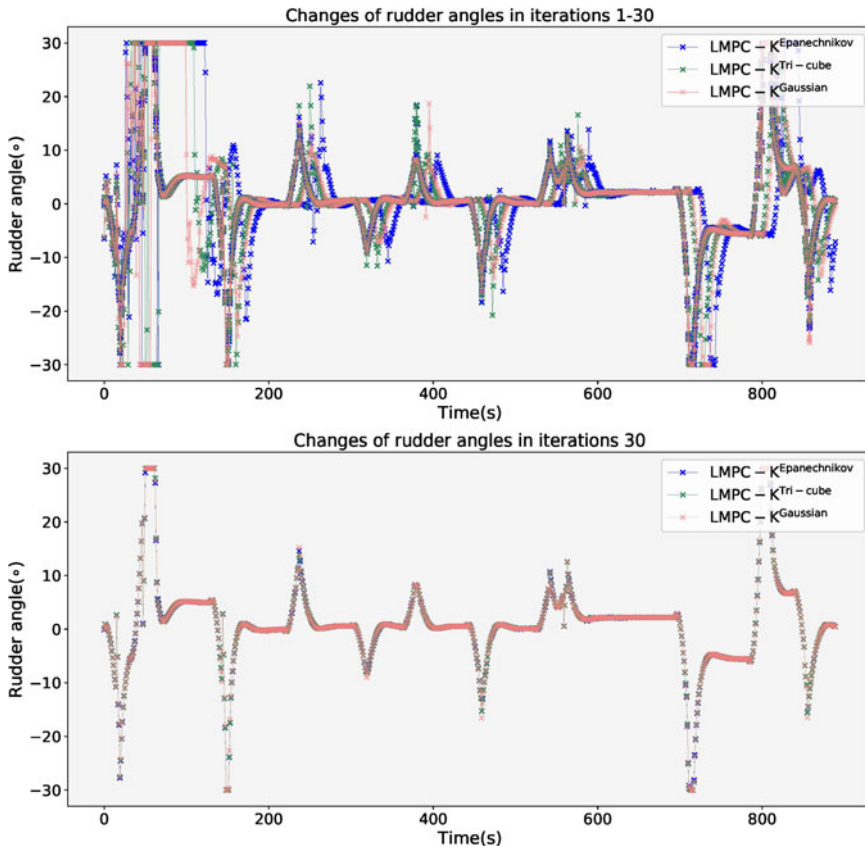 Changes of rudder angles in iterstions 1-30
30
20
10
0
−10
−20
−30
Rudder angle(∘)
LMPC − K^Epanechnikov
LMPC − K^Tri − cube
LMPC − K^Gaussian
0
200
400
600
800
Time(s)
Changes of rudder angles in iterstions 30
30
20
10
0
−10
−20
−30
Rudder angle(∘)
LMPC − K^Epanechnikov
LMPC − K^Tri − cube
LMPC − K^Gaussian
0
200
400
600
800
Time(s)